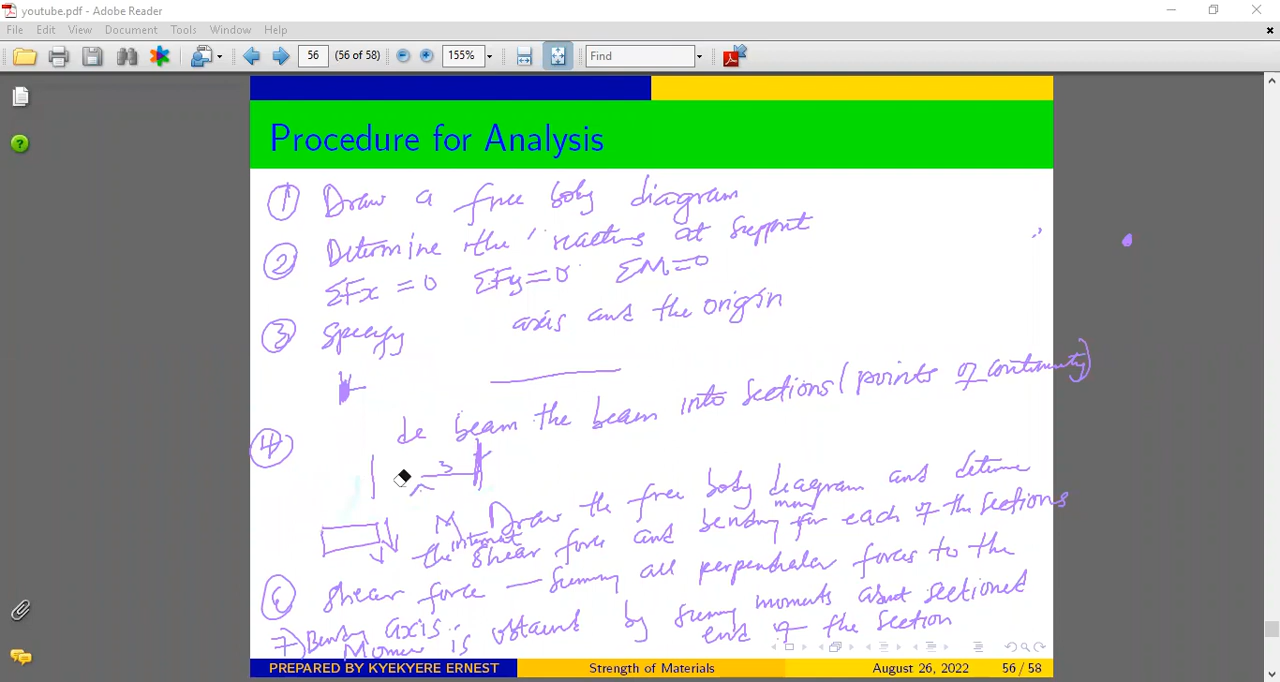 youtube.pdf - Adobe Reader
File Edit View Document Tools Window Help
56 (56 of 58) 155% Find
Procedure for Analysis
① Draw a free body diagram
② Determine the reactions at support
ΣFx = 0 ΣFy = 0 ΣM = 0
③ Specify axis and the origin
④ de beam the beam into sections (points of continuity)
3
M Draw the free body diagram and determine
the internal shear force and bending for each of the sections
shear force — summing all perpendicular forces to the
axis.
7) Bending Moment is obtained by summing moments about sectioned
end of the section
PREPARED BY KYEKYERE ERNEST Strength of Materials August 26, 2022 56 / 58